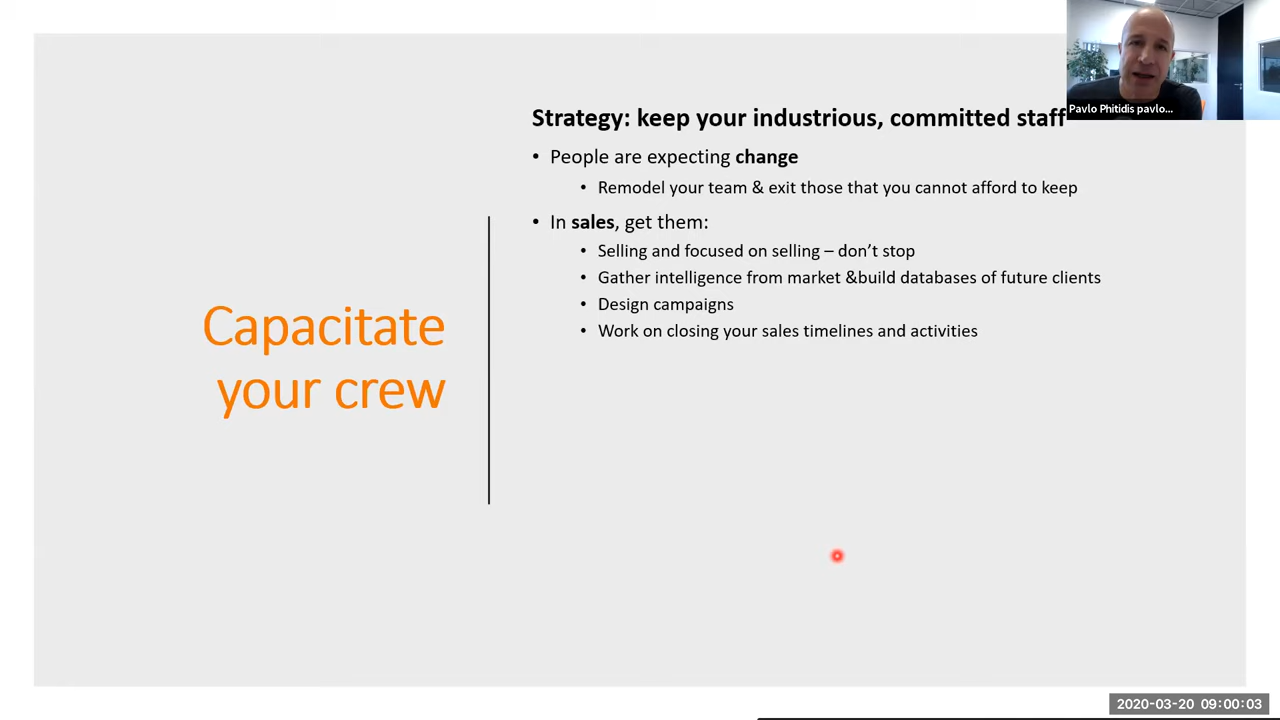 Pavlo Phitidis pavlo...
Strategy: keep your industrious, committed staff
• People are expecting change
• Remodel your team & exit those that you cannot afford to keep
• In sales, get them:
• Selling and focused on selling – don't stop
• Gather intelligence from market &build databases of future clients
• Design campaigns
• Work on closing your sales timelines and activities
Capacitate
your crew
2020-03-20 09:00:03